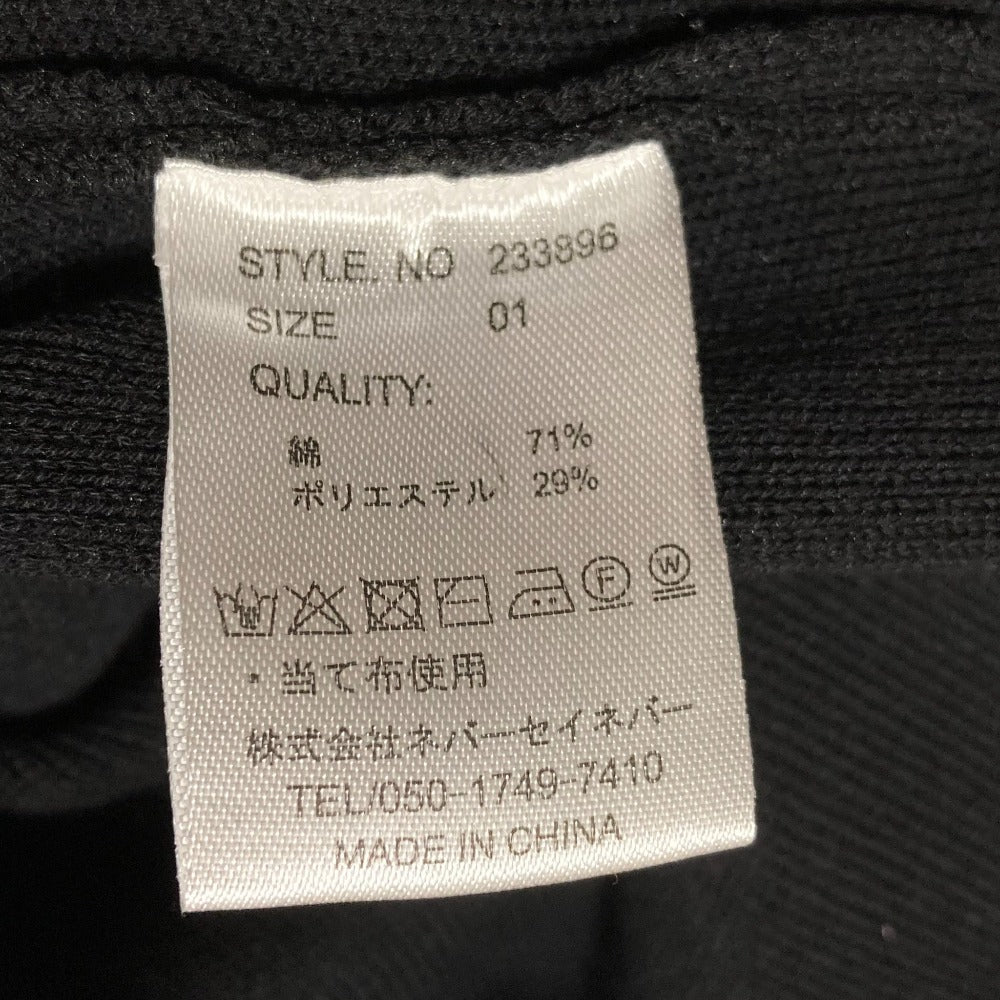 STYLE. NO 233896
SIZE 01
QUALITY:
綿 71%
ポリエステル 29%
F W
・当て布使用
株式会社ネバーセイネバー
TEL/050-1749-7410
MADE IN CHINA